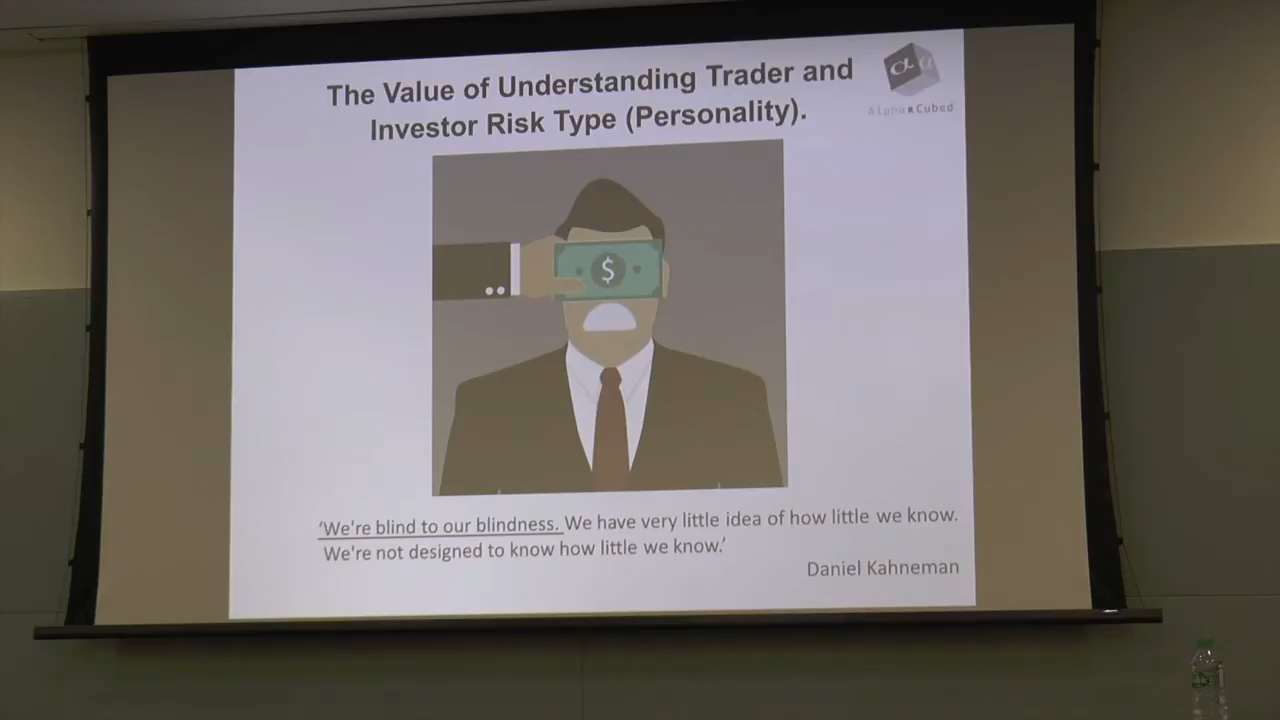 The Value of Understanding Trader and
Investor Risk Type (Personality).
AlphaRCubed
$
'We're blind to our blindness. We have very little idea of how little we know.
We're not designed to know how little we know.'
Daniel Kahneman